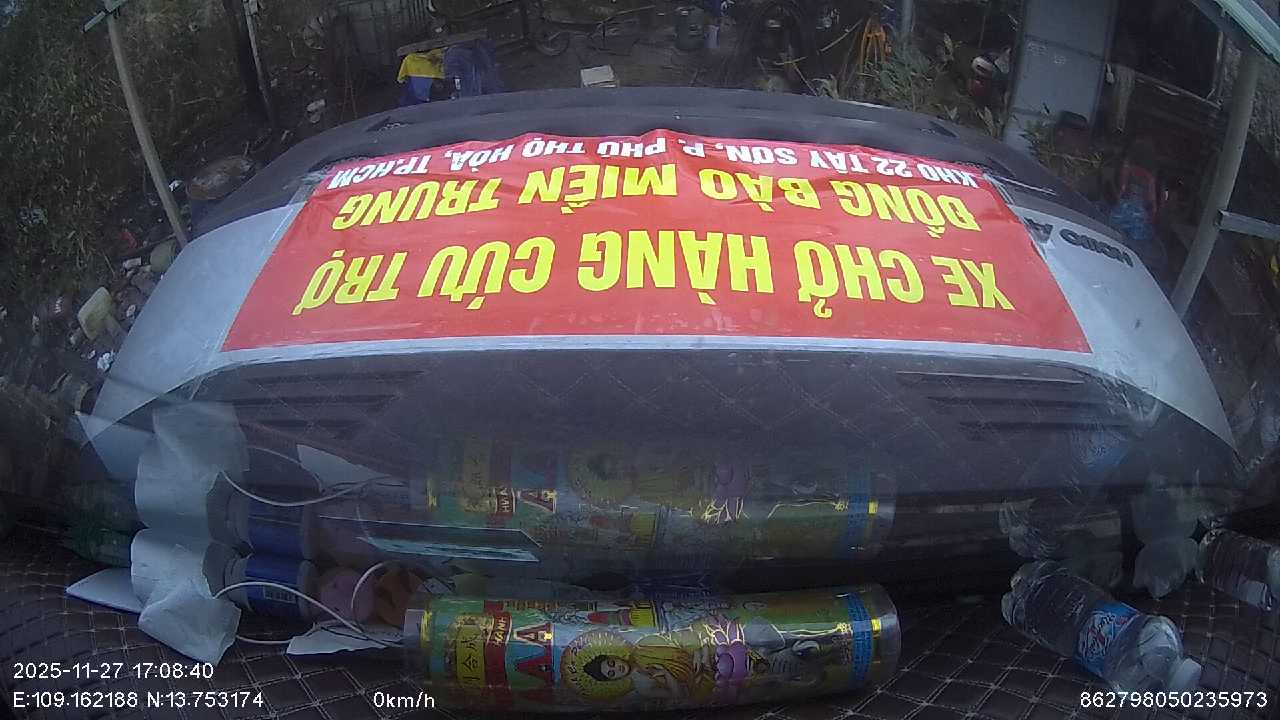 XE CHỞ HÀNG CỨU TRỢ
ĐỒNG BÀO MIỀN TRUNG
KHO 22 TÂY SƠN, P. PHÚ THỌ HÒA, TP.HCM
2025-11-27 17:08:40
E:109.162188 N:13.753174
0km/h
862798050235973